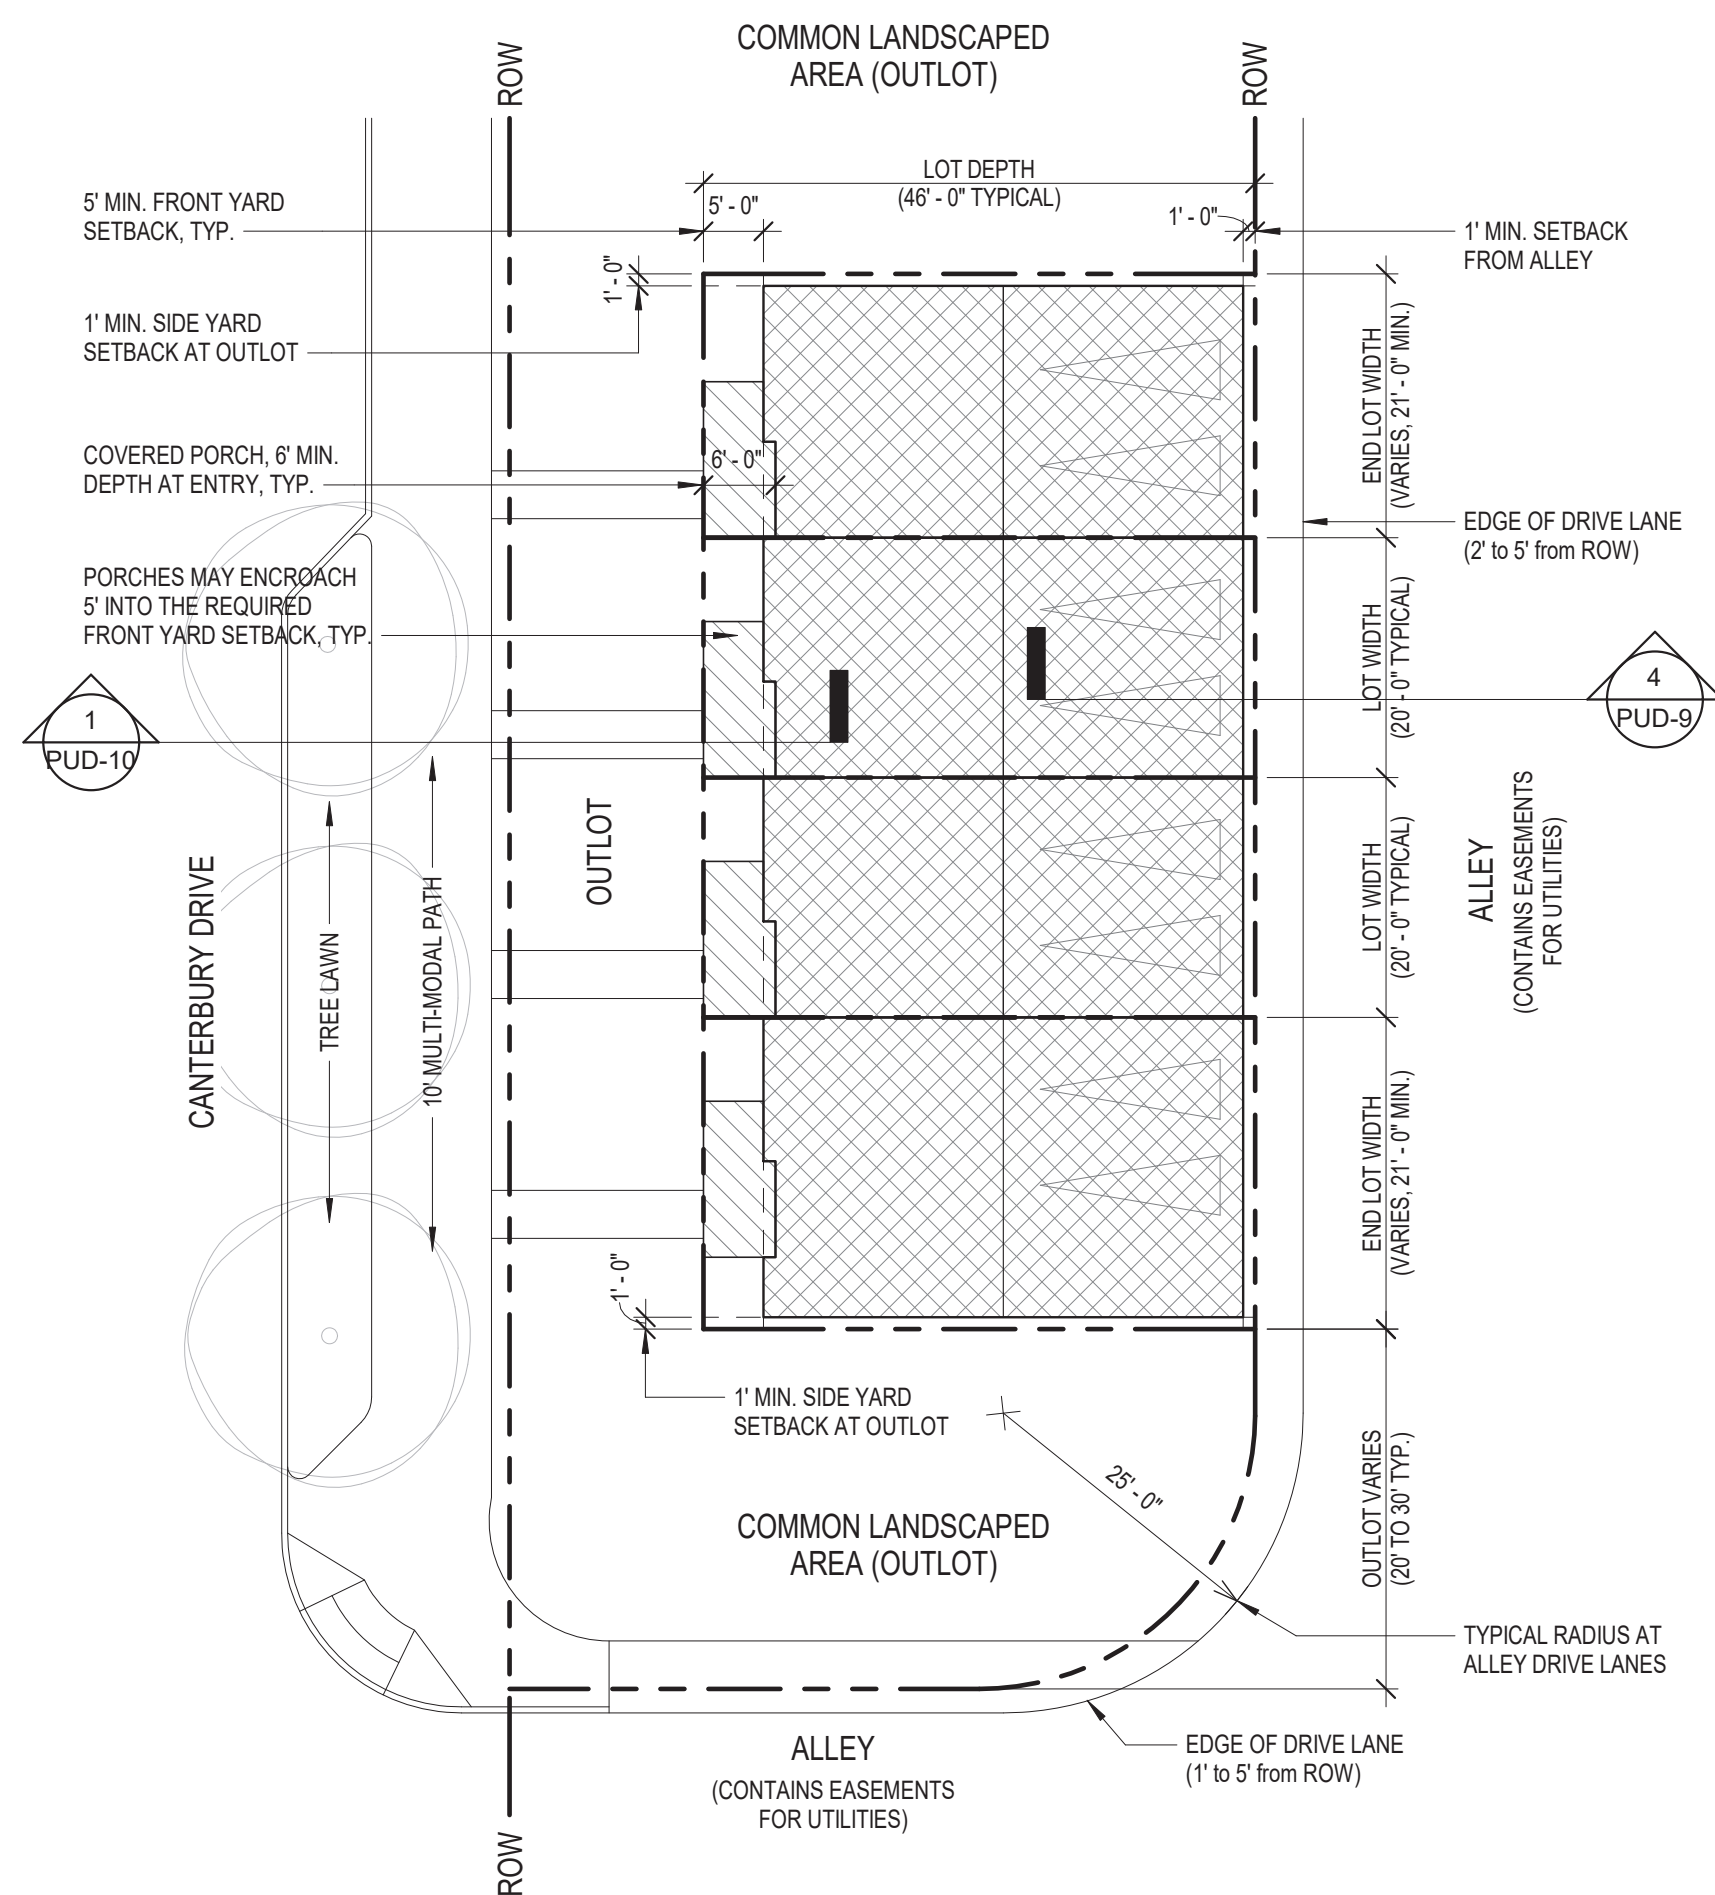 COMMON LANDSCAPED
AREA (OUTLOT)
ROW
ROW
LOT DEPTH
(46' - 0" TYPICAL)
5' - 0"
1' - 0"
5' MIN. FRONT YARD
SETBACK, TYP.
1' MIN. SETBACK
FROM ALLEY
1' - 0"
1' MIN. SIDE YARD
SETBACK AT OUTLOT
END LOT WIDTH
(VARIES, 21' - 0" MIN.)
COVERED PORCH, 6' MIN.
DEPTH AT ENTRY, TYP.
6' - 0"
EDGE OF DRIVE LANE
(2' to 5' from ROW)
PORCHES MAY ENCROACH
5' INTO THE REQUIRED
FRONT YARD SETBACK, TYP.
LOT WIDTH
(20' - 0" TYPICAL)
1
PUD-10
4
PUD-9
CANTERBURY DRIVE
TREE LAWN
10' MULTI-MODAL PATH
OUTLOT
LOT WIDTH
(20' - 0" TYPICAL)
ALLEY
(CONTAINS EASEMENTS
FOR UTILITIES)
END LOT WIDTH
(VARIES, 21' - 0" MIN.)
1' - 0"
1' MIN. SIDE YARD
SETBACK AT OUTLOT
25' - 0"
OUTLOT VARIES
(20' TO 30' TYP.)
COMMON LANDSCAPED
AREA (OUTLOT)
TYPICAL RADIUS AT
ALLEY DRIVE LANES
ALLEY
(CONTAINS EASEMENTS
FOR UTILITIES)
EDGE OF DRIVE LANE
(1' to 5' from ROW)
ROW